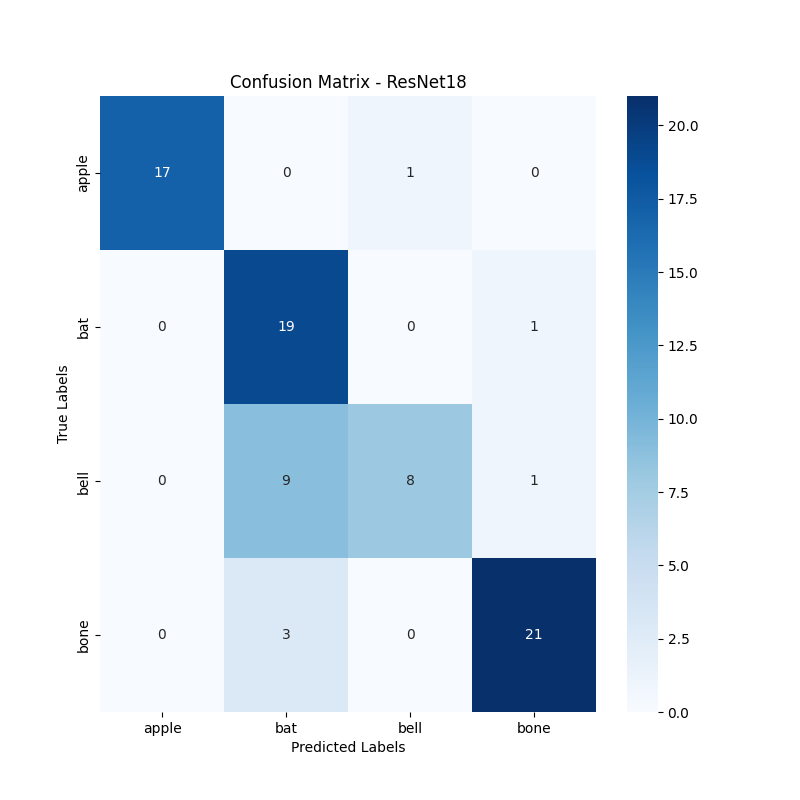 Confusion Matrix - ResNet18
apple 17 0 1 0
bat 0 19 0 1
bell 0 9 8 1
bone 0 3 0 21
apple bat bell bone
Predicted Labels
True Labels
20.0
17.5
15.0
12.5
10.0
7.5
5.0
2.5
0.0